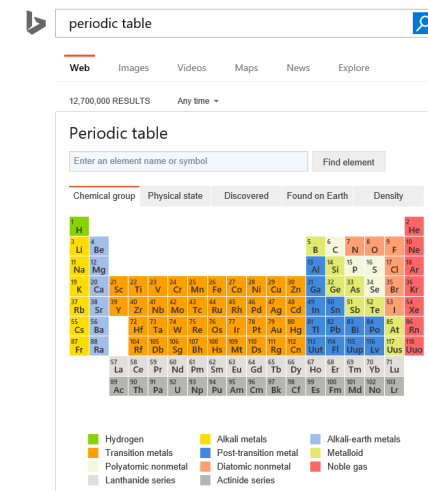 periodic table
Web Images Videos Maps News Explore
12,700,000 RESULTS Any time
Periodic table
Enter an element name or symbol Find element
Chemical group Physical state Discovered Found on Earth Density
1 2
H He
3 4 5 6 7 8 9 10
Li Be B C N O F Ne
11 12 13 14 15 16 17 18
Na Mg Al Si P S Cl Ar
19 20 21 22 23 24 25 26 27 28 29 30 31 32 33 34 35 36
K Ca Sc Ti V Cr Mn Fe Co Ni Cu Zn Ga Ge As Se Br Kr
37 38 39 40 41 42 43 44 45 46 47 48 49 50 51 52 53 54
Rb Sr Y Zr Nb Mo Tc Ru Rh Pd Ag Cd In Sn Sb Te I Xe
55 56 72 73 74 75 76 77 78 79 80 81 82 83 84 85 86
Cs Ba Hf Ta W Re Os Ir Pt Au Hg Tl Pb Bi Po At Rn
87 88 104 105 106 107 108 109 110 111 112 113 114 115 116 117 118
Fr Ra Rf Db Sg Bh Hs Mt Ds Rg Cn Uut Fl Uup Lv Uus Uuo
57 58 59 60 61 62 63 64 65 66 67 68 69 70 71
La Ce Pr Nd Pm Sm Eu Gd Tb Dy Ho Er Tm Yb Lu
89 90 91 92 93 94 95 96 97 98 99 100 101 102 103
Ac Th Pa U Np Pu Am Cm Bk Cf Es Fm Md No Lr
Hydrogen Alkali metals Alkali-earth metals
Transition metals Post-transition metal Metalloid
Polyatomic nonmetal Diatomic nonmetal Noble gas
Lanthanide series Actinide series